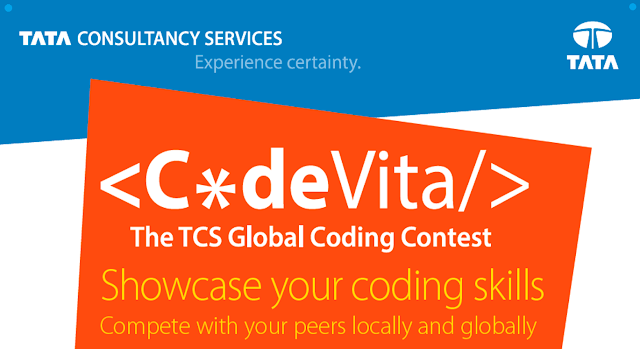 TATA CONSULTANCY SERVICES
Experience certainty.
TATA
<C*deVita/>
The TCS Global Coding Contest
Showcase your coding skills
Compete with your peers locally and globally